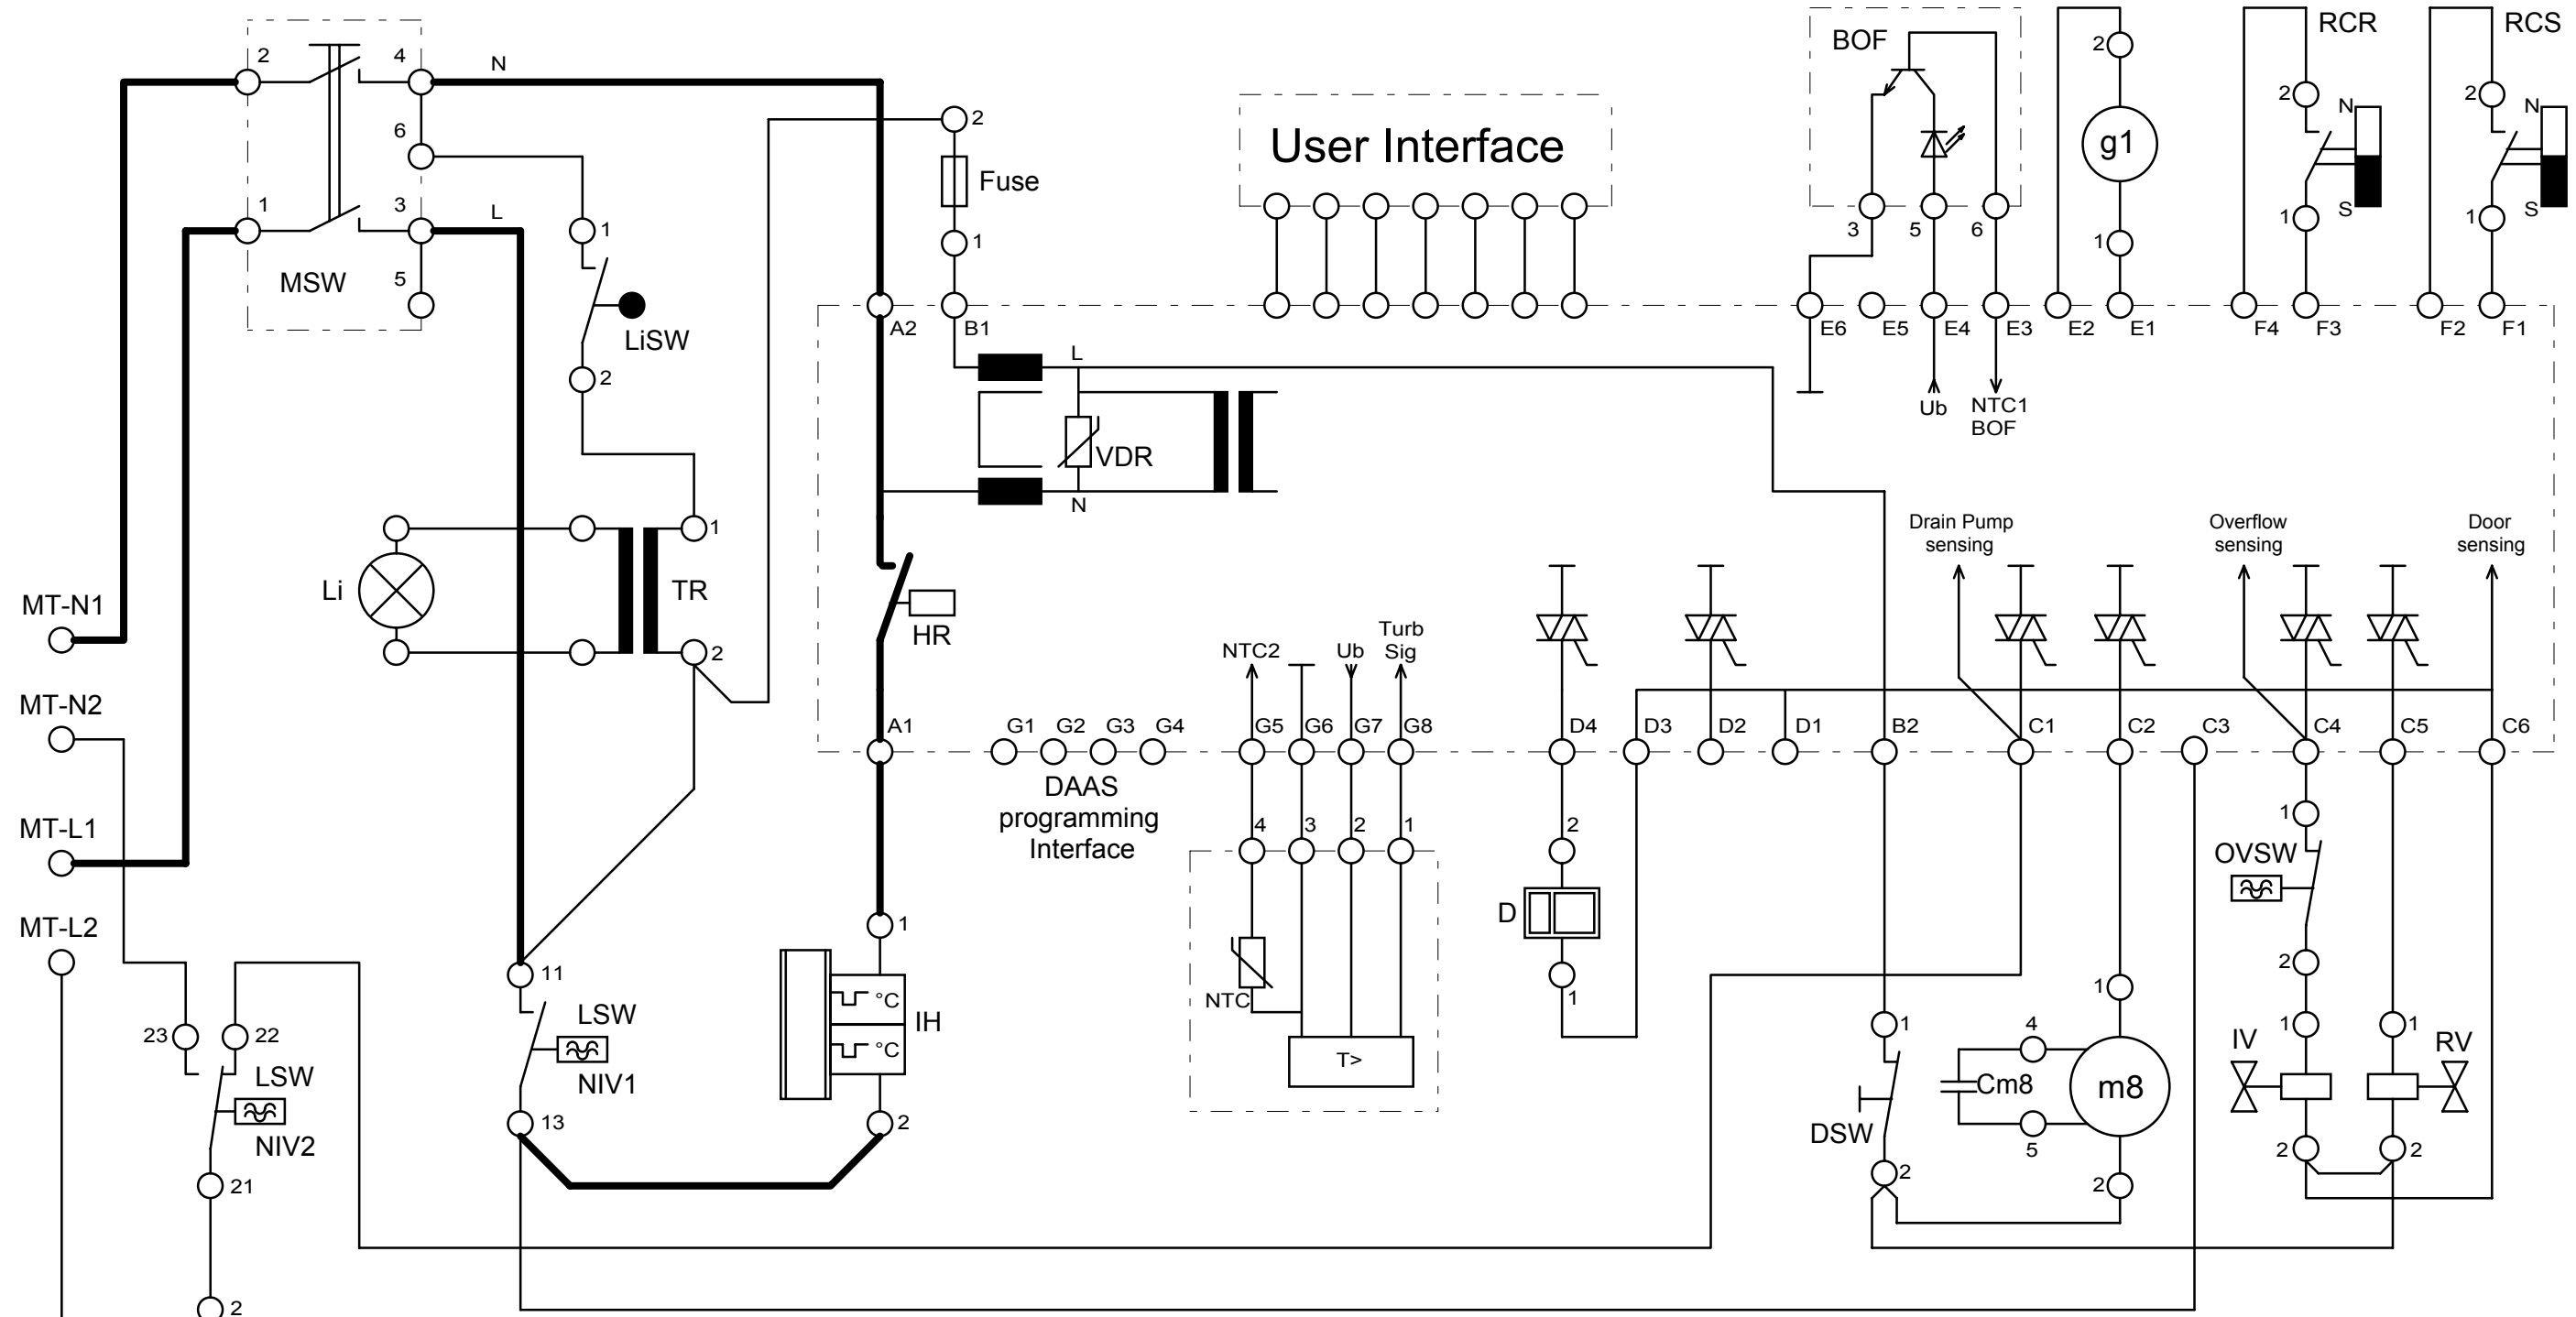 BOF
RCR
RCS
2
4
N
2
2
N
2
N
6
2
g1
User Interface
Fuse
1
3
L
1
3
5
6
1
1
S
1
S
1
MSW
5
LiSW
A2
B1
E6
E5
E4
E3
E2
E1
F4
F3
F2
F1
2
L
VDR
N
Ub
NTC1
BOF
1
Drain Pump
sensing
Overflow
sensing
Door
sensing
Li
TR
MT-N1
HR
2
NTC2
Ub
Turb
Sig
MT-N2
A1
G1
G2
G3
G4
G5
G6
G7
G8
D4
D3
D2
D1
B2
C1
C2
C3
C4
C5
C6
DAAS
programming
Interface
MT-L1
4
3
2
1
2
1
OVSW
MT-L2
1
D
2
11
NTC
1
1
23
22
LSW
NIV1
°C
IH
°C
T>
1
4
Cm8
m8
5
1
IV
1
RV
LSW
NIV2
13
2
DSW
2
2
2
2
21
2